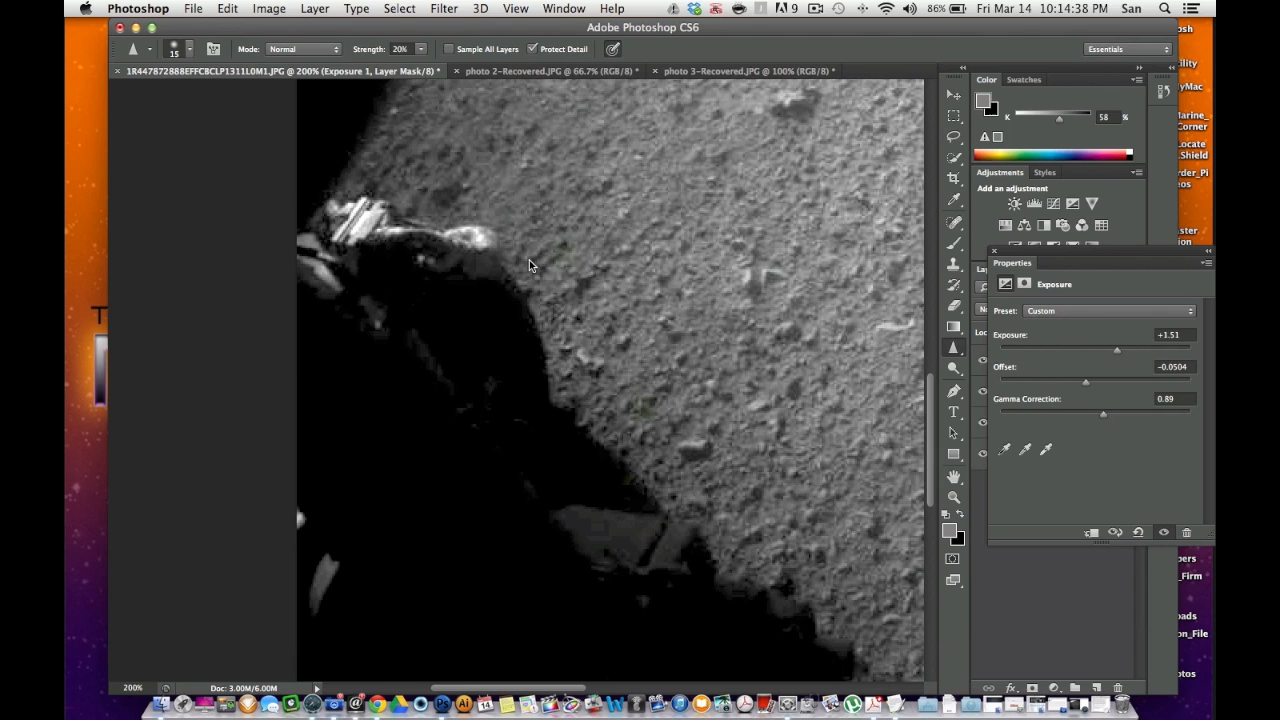 Photoshop File Edit Image Layer Type Select Filter 3D View Window Help
86% Fri Mar 14 10:14:38 PM San
Adobe Photoshop CS6
15 Mode: Normal Strength: 20% Sample All Layers Protect Detail Essentials
1R447872888EFFCBCLP1311L0M1.JPG @ 200% (Exposure 1, Layer Mask/8) * photo 2-Recovered.JPG @ 66.7% (RGB/8) * photo 3-Recovered.JPG @ 100% (RGB/8) *
Color Swatches
K 58 %
Adjustments Styles
Add an adjustment
Properties
Exposure
Preset: Custom
Exposure: +1.51
Offset: -0.0504
Gamma Correction: 0.89
200% Doc: 3.00M/6.00M